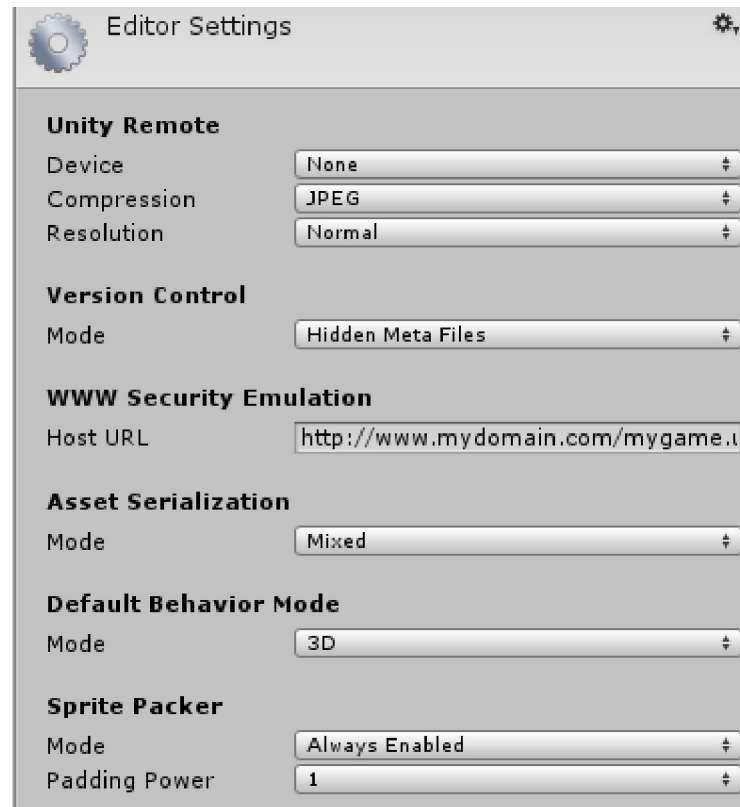 Editor Settings
Unity Remote
Device None
Compression JPEG
Resolution Normal
Version Control
Mode Hidden Meta Files
WWW Security Emulation
Host URL http://www.mydomain.com/mygame.u
Asset Serialization
Mode Mixed
Default Behavior Mode
Mode 3D
Sprite Packer
Mode Always Enabled
Padding Power 1